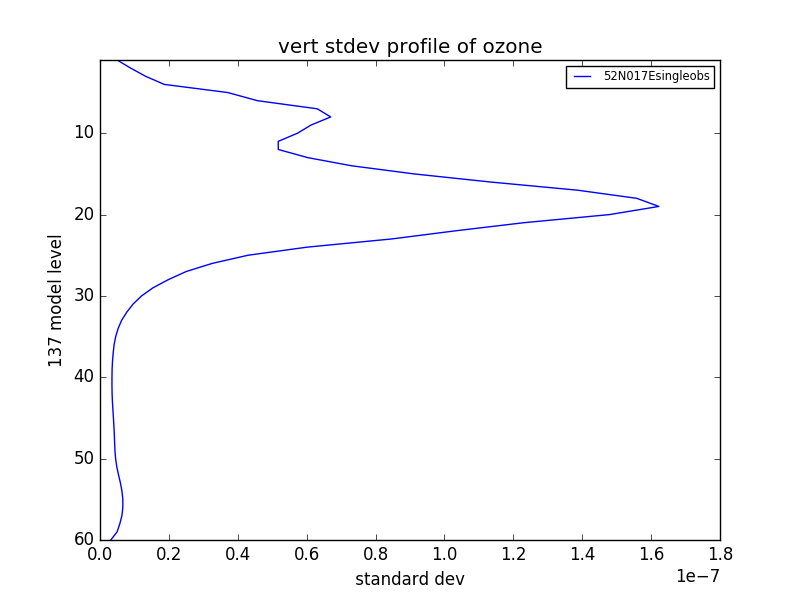 vert stdev profile of ozone
52N017Esingleobs
137 model level
10
20
30
40
50
60
0.0 0.2 0.4 0.6 0.8 1.0 1.2 1.4 1.6 1.8
1e−7
standard dev